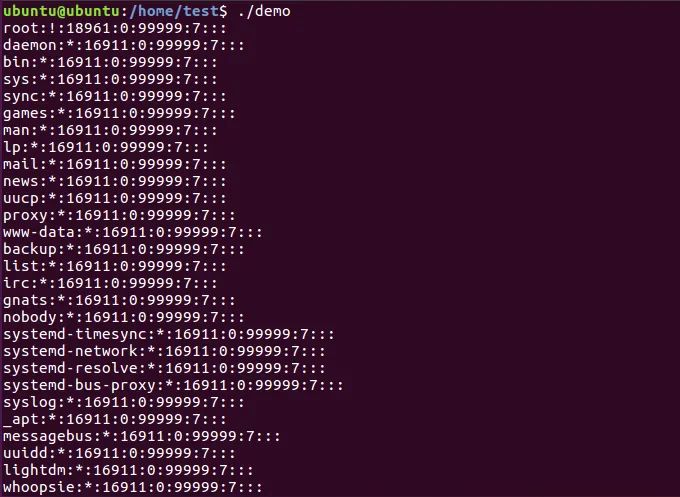 ubuntu@ubuntu:/home/test$ ./demo
root:!:18961:0:99999:7:::
daemon:*:16911:0:99999:7:::
bin:*:16911:0:99999:7:::
sys:*:16911:0:99999:7:::
sync:*:16911:0:99999:7:::
games:*:16911:0:99999:7:::
man:*:16911:0:99999:7:::
lp:*:16911:0:99999:7:::
mail:*:16911:0:99999:7:::
news:*:16911:0:99999:7:::
uucp:*:16911:0:99999:7:::
proxy:*:16911:0:99999:7:::
www-data:*:16911:0:99999:7:::
backup:*:16911:0:99999:7:::
list:*:16911:0:99999:7:::
irc:*:16911:0:99999:7:::
gnats:*:16911:0:99999:7:::
nobody:*:16911:0:99999:7:::
systemd-timesync:*:16911:0:99999:7:::
systemd-network:*:16911:0:99999:7:::
systemd-resolve:*:16911:0:99999:7:::
systemd-bus-proxy:*:16911:0:99999:7:::
syslog:*:16911:0:99999:7:::
_apt:*:16911:0:99999:7:::
messagebus:*:16911:0:99999:7:::
uuidd:*:16911:0:99999:7:::
lightdm:*:16911:0:99999:7:::
whoopsie:*:16911:0:99999:7:::